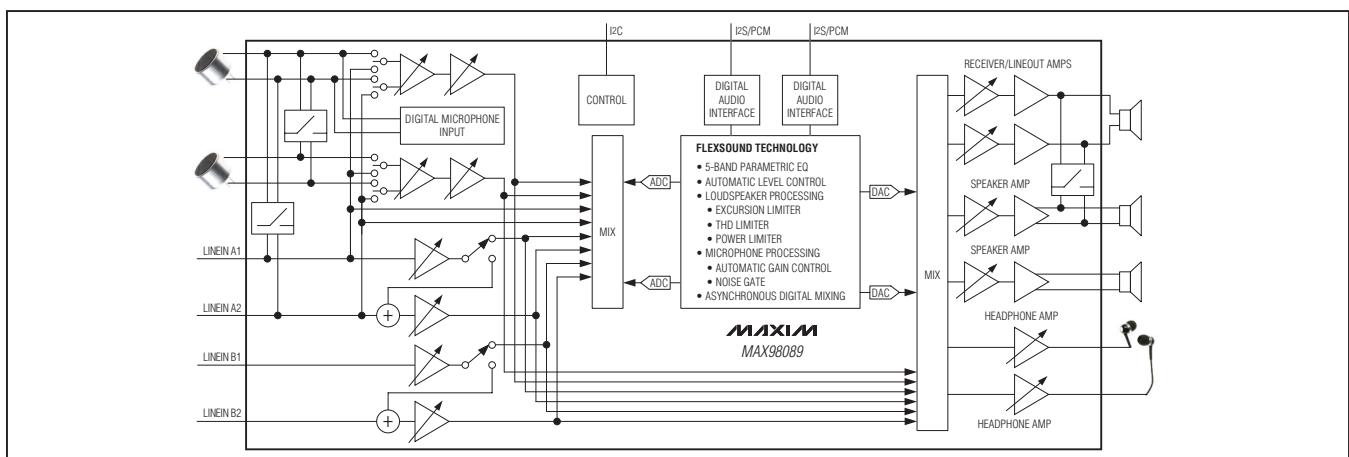 I2C
I2S/PCM
I2S/PCM
RECEIVER/LINEOUT AMPS
CONTROL
DIGITAL
AUDIO
INTERFACE
DIGITAL
AUDIO
INTERFACE
DIGITAL MICROPHONE
INPUT
FLEXSOUND TECHNOLOGY
• 5-BAND PARAMETRIC EQ
• AUTOMATIC LEVEL CONTROL
• LOUDSPEAKER PROCESSING
• EXCURSION LIMITER
• THD LIMITER
• POWER LIMITER
• MICROPHONE PROCESSING
• AUTOMATIC GAIN CONTROL
• NOISE GATE
• ASYNCHRONOUS DIGITAL MIXING
ADC
ADC
MIX
DAC
DAC
MIX
SPEAKER AMP
SPEAKER AMP
HEADPHONE AMP
HEADPHONE AMP
LINEIN A1
LINEIN A2
LINEIN B1
LINEIN B2
+
+
MAXIM
MAX98089